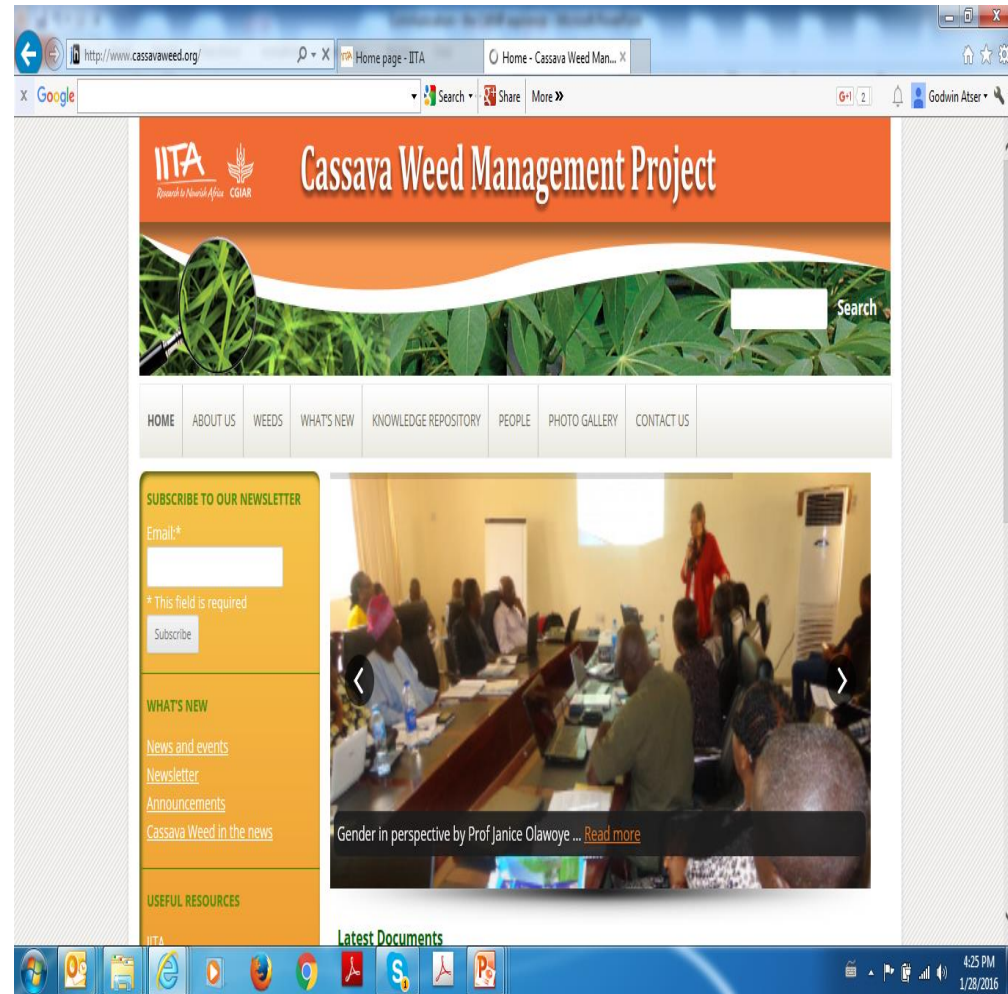 http://www.cassavaweed.org/
Home page - IITA
Home - Cassava Weed Man...
Google
Search
Share
More »
G+1
2
Godwin Atser
IITA
Research to Nourish Africa
CGIAR
Cassava Weed Management Project
Search
HOME
ABOUT US
WEEDS
WHAT'S NEW
KNOWLEDGE REPOSITORY
PEOPLE
PHOTO GALLERY
CONTACT US
SUBSCRIBE TO OUR NEWSLETTER
Email:*
* This field is required
Subscribe
WHAT'S NEW
News and events
Newsletter
Announcements
Cassava Weed in the news
USEFUL RESOURCES
IITA
Gender in perspective by Prof Janice Olawoye ... Read more
Latest Documents
4:25 PM
1/28/2016